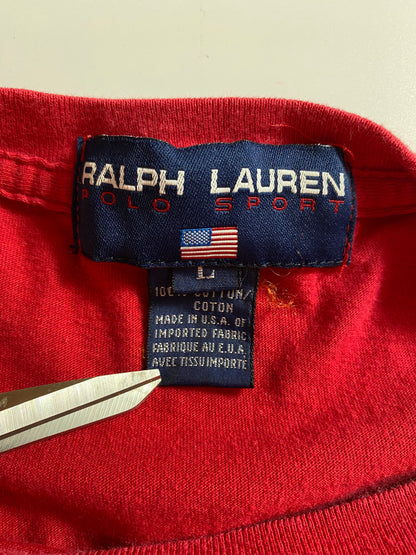 RALPH LAUREN
POLO SPORT
L
100% COTTON/
COTON
MADE IN U.S.A. OF
IMPORTED FABRIC
FABRIQUE AU E.U.A.
AVEC TISSU IMPORTE